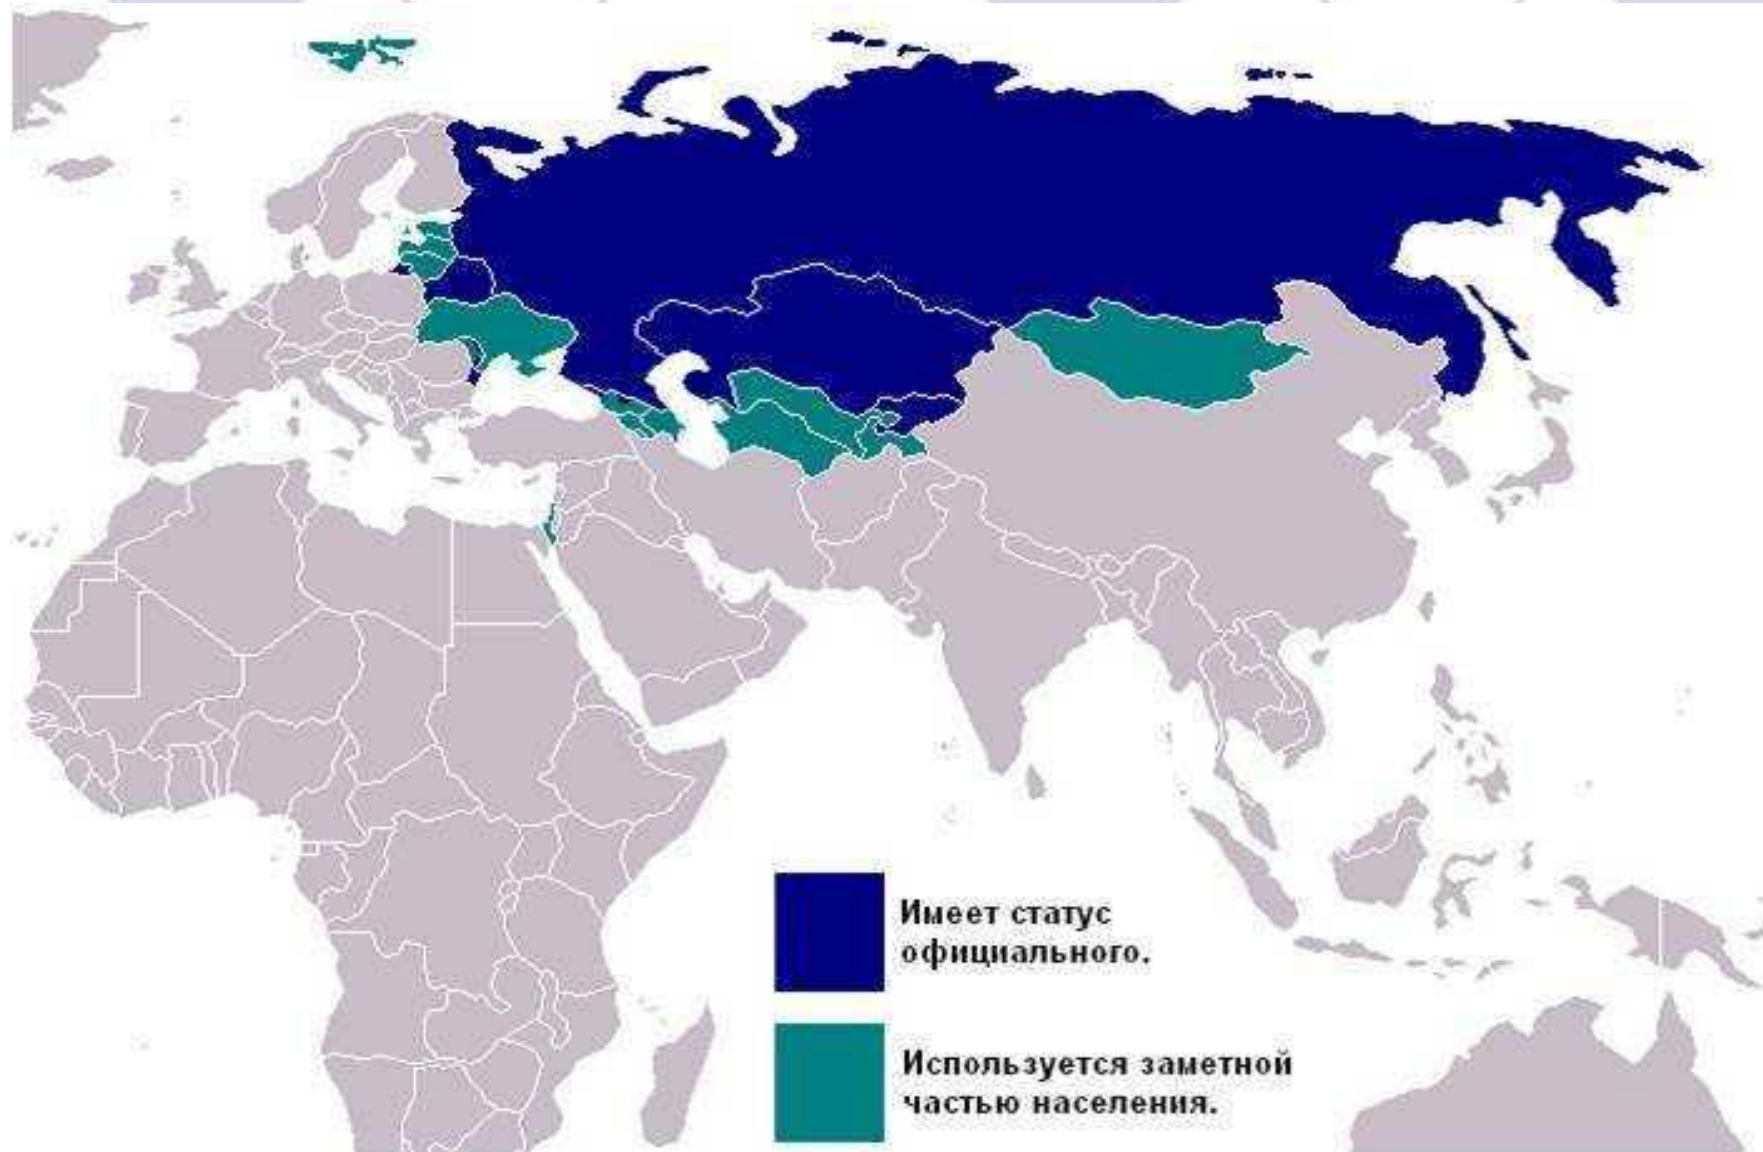 Имеет статус
официального.
Используется заметной
частью населения.